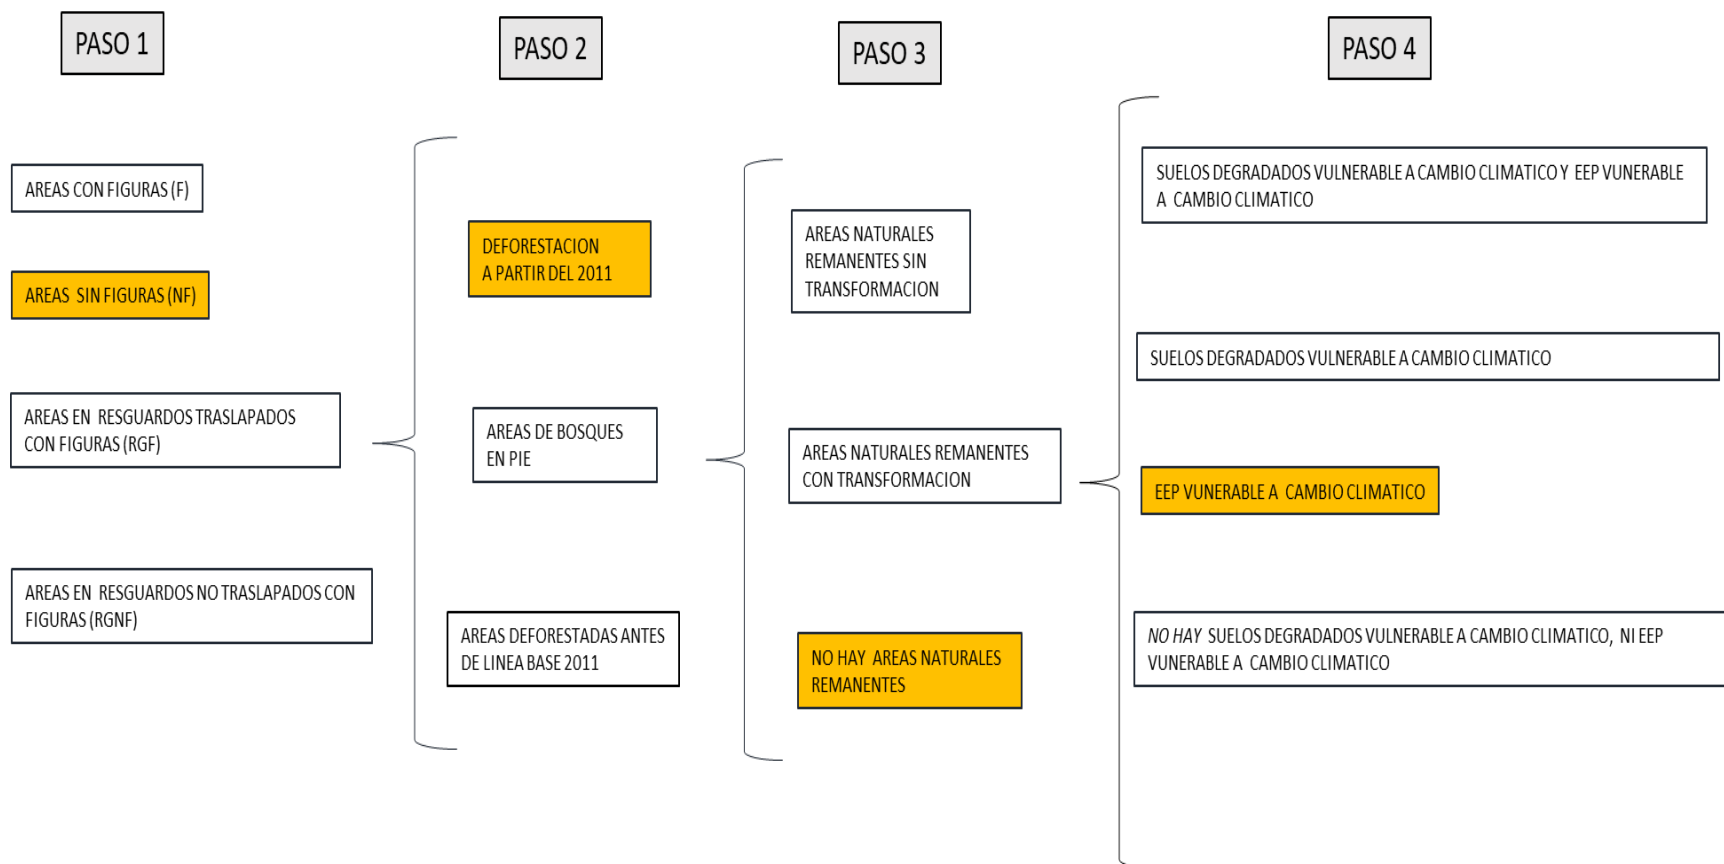 PASO 1
AREAS CON FIGURAS (F)
AREAS SIN FIGURAS (NF)
AREAS EN RESGUARDOS TRASLAPADOS
CON FIGURAS (RGF)
AREAS EN RESGUARDOS NO TRASLAPADOS CON
FIGURAS (RGNF)
PASO 2
DEFORESTACION
A PARTIR DEL 2011
AREAS DE BOSQUES
EN PIE
AREAS DEFORESTADAS ANTES
DE LINEA BASE 2011
PASO 3
AREAS NATURALES
REMANENTES SIN
TRANSFORMACION
AREAS NATURALES REMANENTES
CON TRANSFORMACION
NO HAY AREAS NATURALES
REMANENTES
PASO 4
SUELOS DEGRADADOS VULNERABLE A CAMBIO CLIMATICO Y EEP VUNERABLE
A CAMBIO CLIMATICO
SUELOS DEGRADADOS VULNERABLE A CAMBIO CLIMATICO
EEP VUNERABLE A CAMBIO CLIMATICO
NO HAY SUELOS DEGRADADOS VULNERABLE A CAMBIO CLIMATICO, NI EEP
VUNERABLE A CAMBIO CLIMATICO